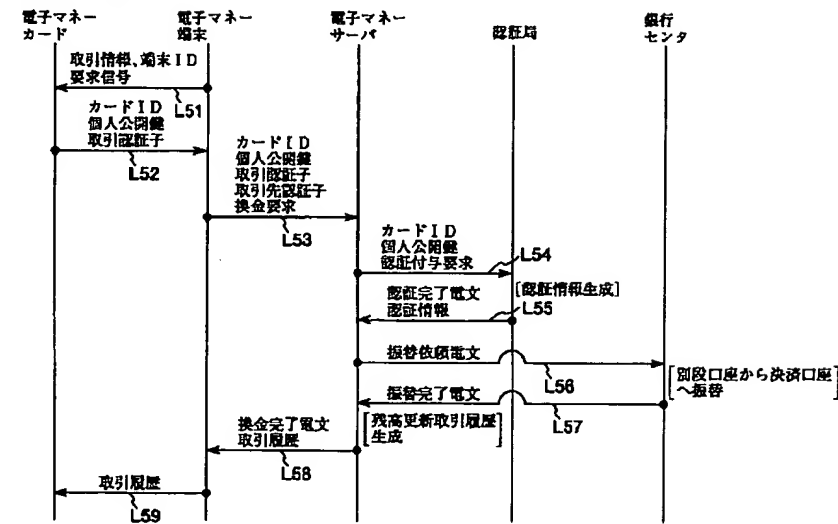 電子マネー
カード
電子マネー
端末
電子マネー
サーバ
認証局
銀行
センタ
取引情報、端末ID
要求信号
L51
カードID
個人公開鍵
取引認証子
L52
カードID
個人公開鍵
取引認証子
取引先認証子
換金要求
L53
カードID
個人公開鍵
認証付与要求
L54
認証完了電文
認証情報
[認証情報生成]
L55
振替依頼電文
L56
[別段口座から決済口座
へ振替]
振替完了電文
L57
[残高更新取引履歴
生成]
換金完了電文
取引履歴
L58
取引履歴
L59